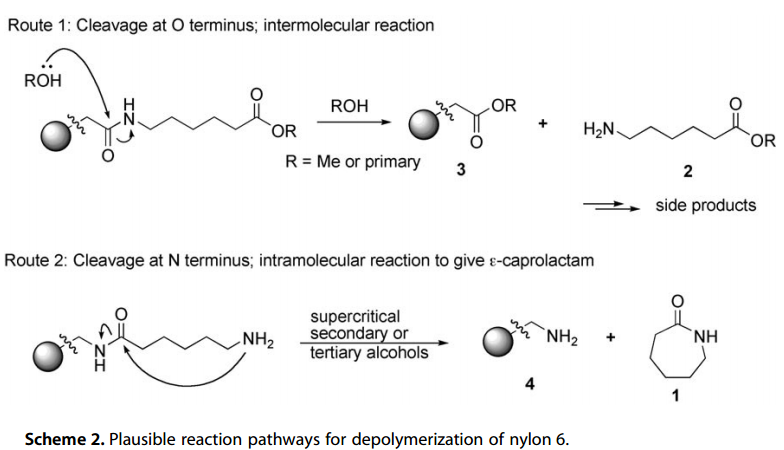 Route 1: Cleavage at O terminus; intermolecular reaction
ROH
H
N
O
O
OR
ROH
R = Me or primary
OR
O
3
+
H2N
O
OR
2
side products
Route 2: Cleavage at N terminus; intramolecular reaction to give ε-caprolactam
O
N
H
NH2
supercritical
secondary or
tertiary alcohols
NH2
4
+
O
NH
1
Scheme 2. Plausible reaction pathways for depolymerization of nylon 6.